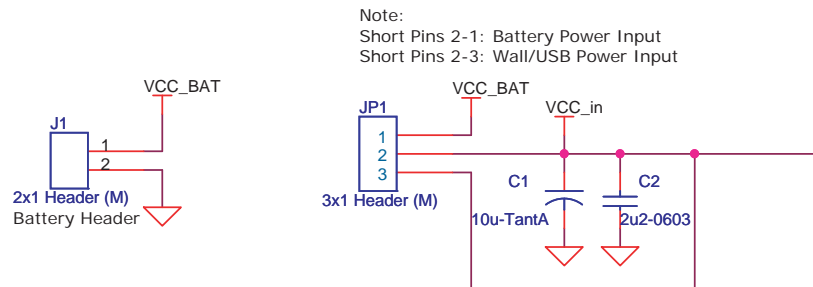 Note:
Short Pins 2-1: Battery Power Input
Short Pins 2-3: Wall/USB Power Input
VCC_BAT
J1
1
2
2x1 Header (M)
Battery Header
VCC_BAT
JP1
1
2
3
3x1 Header (M)
VCC_in
C1
10u-TantA
C2
2u2-0603